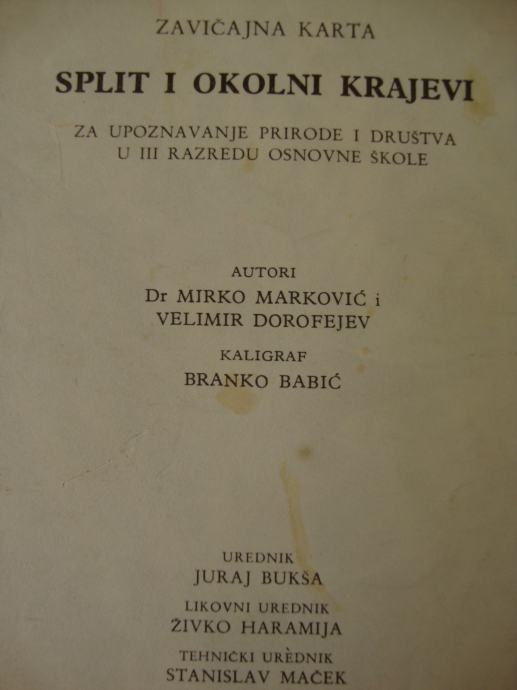 ZAVIČAJNA KARTA
SPLIT I OKOLNI KRAJEVI
ZA UPOZNAVANJE PRIRODE I DRUŠTVA
U III RAZREDU OSNOVNE ŠKOLE
AUTORI
Dr MIRKO MARKOVIĆ i
VELIMIR DOROFEJEV
KALIGRAF
BRANKO BABIĆ
UREDNIK
JURAJ BUKŠA
LIKOVNI UREDNIK
ŽIVKO HARAMIJA
TEHNIČKI UREDNIK
STANISLAV MAČEK